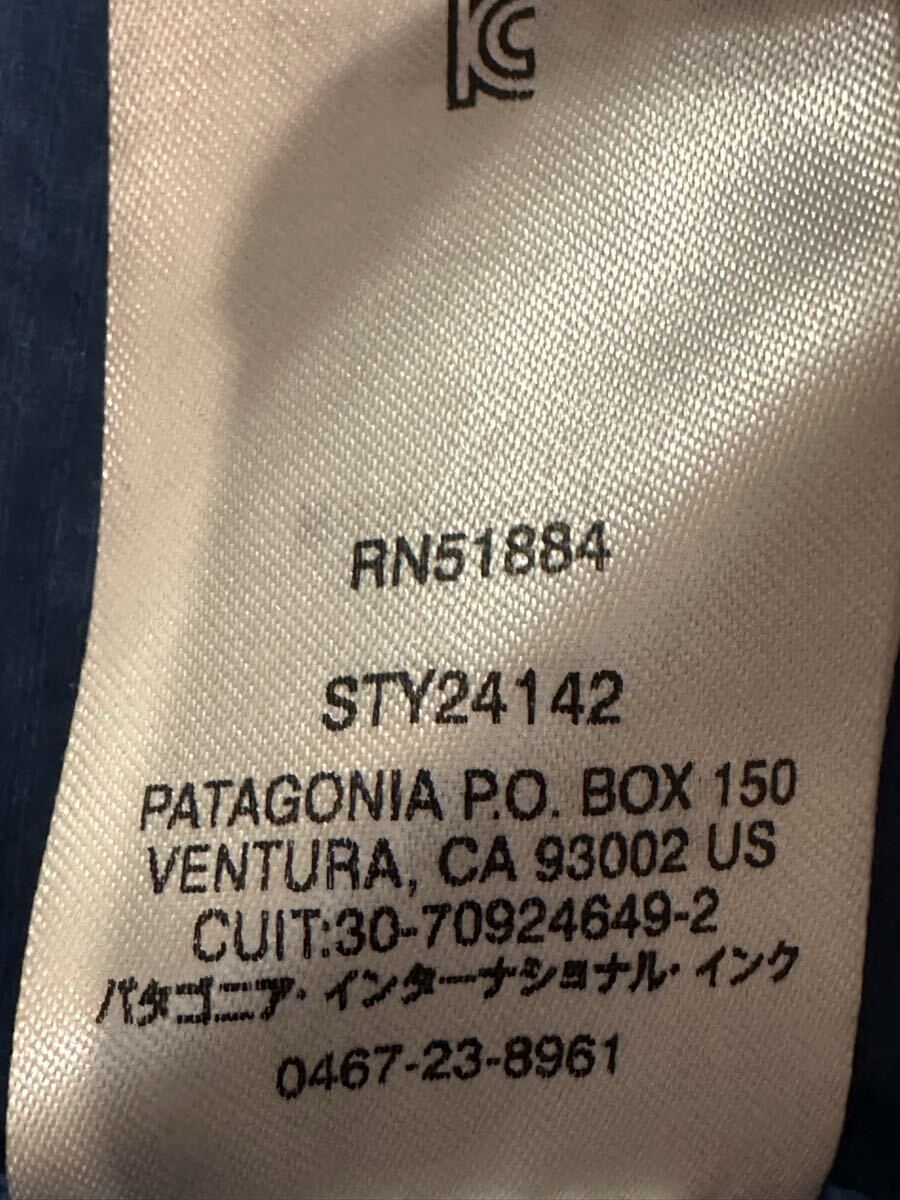 RN51884
STY24142
PATAGONIA P.O. BOX 150
VENTURA, CA 93002 US
CUIT:30-70924649-2
パタゴニア・インターナショナル・インク
0467-23-8961